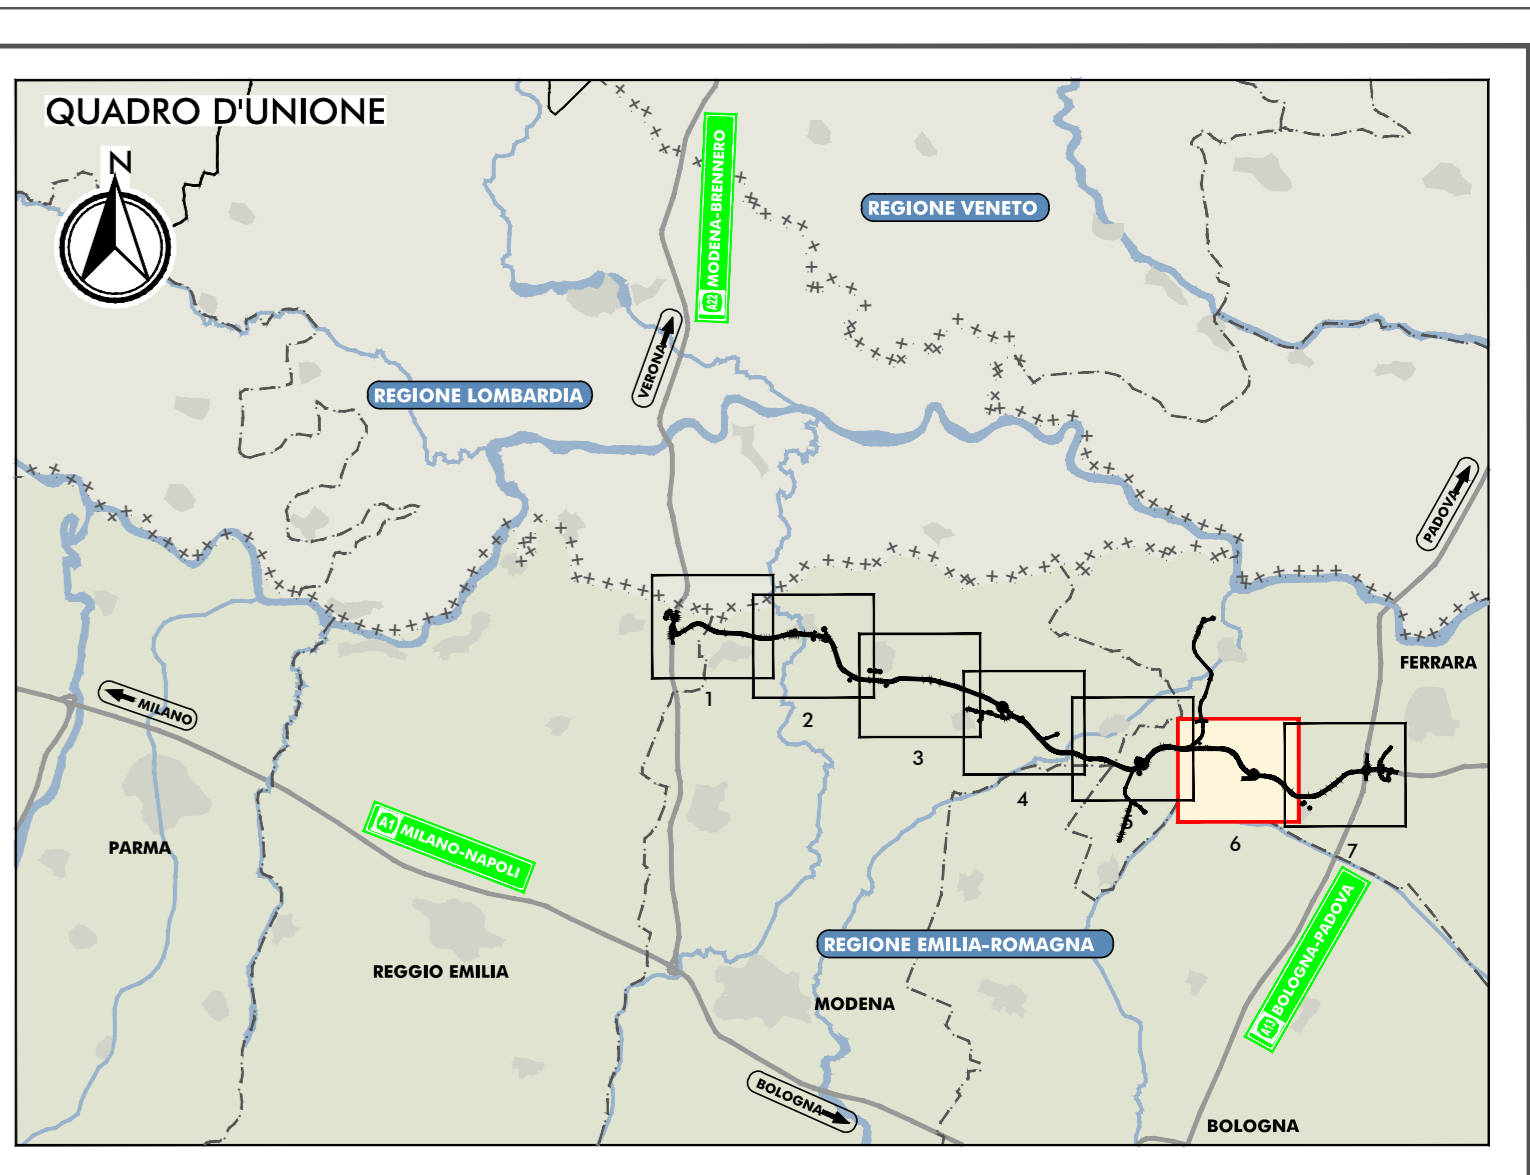 QUADRO D'UNIONE
N
A22 MODENA-BRENNERO
REGIONE VENETO
VERONA
REGIONE LOMBARDIA
PADOVA
FERRARA
MILANO
1
2
3
4
5
6
7
PARMA
A1 MILANO-NAPOLI
REGIONE EMILIA-ROMAGNA
REGGIO EMILIA
MODENA
A13 BOLOGNA-PADOVA
BOLOGNA
BOLOGNA